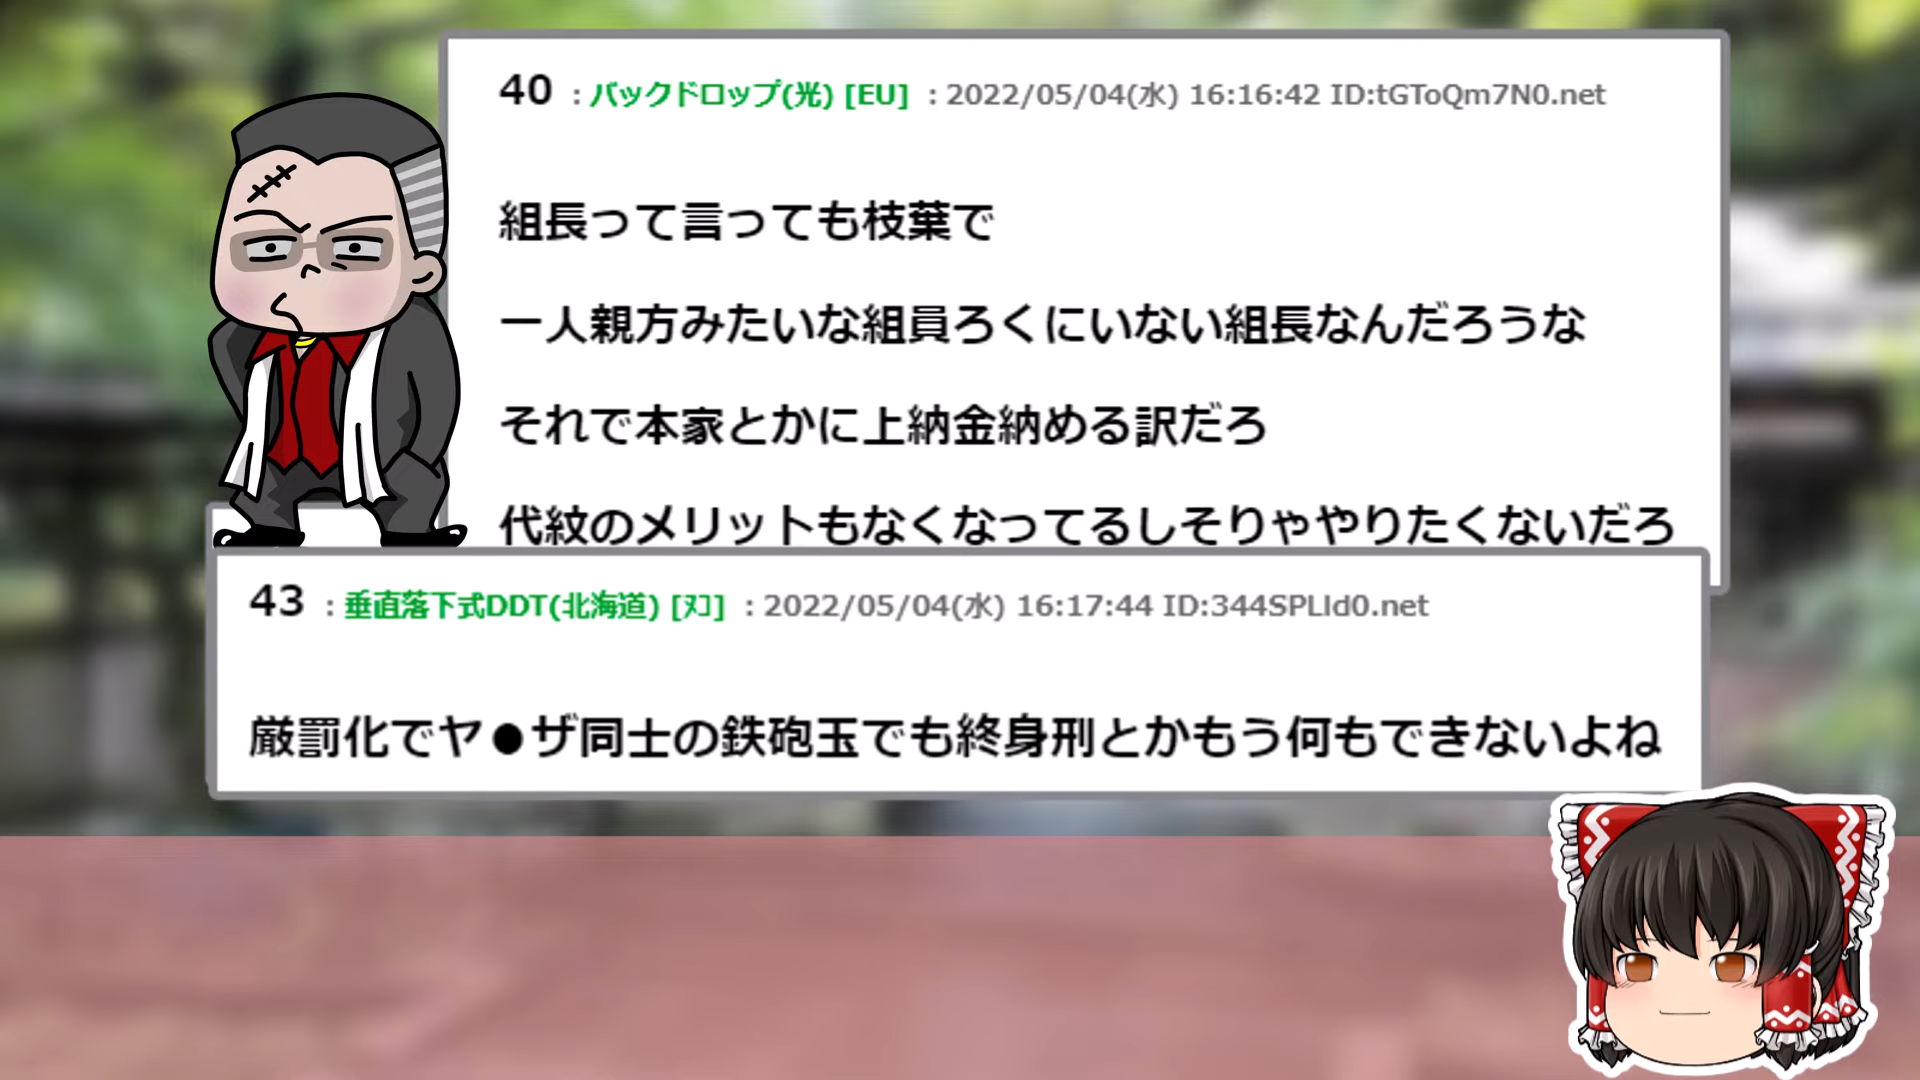 40 ：バックドロップ(光) [EU] ：2022/05/04(水) 16:16:42 ID:tGToQm7N0.net
組長って言っても枝葉で
一人親方みたいな組員ろくにいない組長なんだろうな
それで本家とかに上納金納める訳だろ
代紋のメリットもなくなってるしそりゃやりたくないだろ
43 ：垂直落下式DDT(北海道) [ﾇｺ] ：2022/05/04(水) 16:17:44 ID:344SPLId0.net
厳罰化でヤ●ザ同士の鉄砲玉でも終身刑とかもう何もできないよね